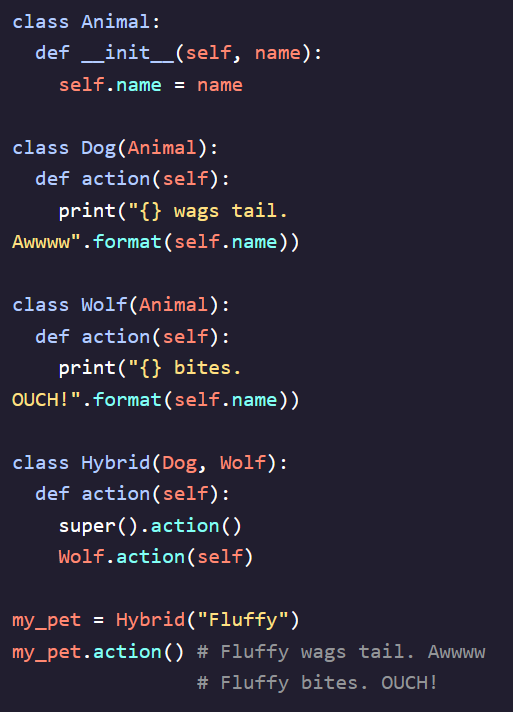 class Animal:
  def __init__(self, name):
    self.name = name

class Dog(Animal):
  def action(self):
    print("{} wags tail.
Awwww".format(self.name))

class Wolf(Animal):
  def action(self):
    print("{} bites.
OUCH!".format(self.name))

class Hybrid(Dog, Wolf):
  def action(self):
    super().action()
    Wolf.action(self)

my_pet = Hybrid("Fluffy")
my_pet.action() # Fluffy wags tail. Awwww
                # Fluffy bites. OUCH!